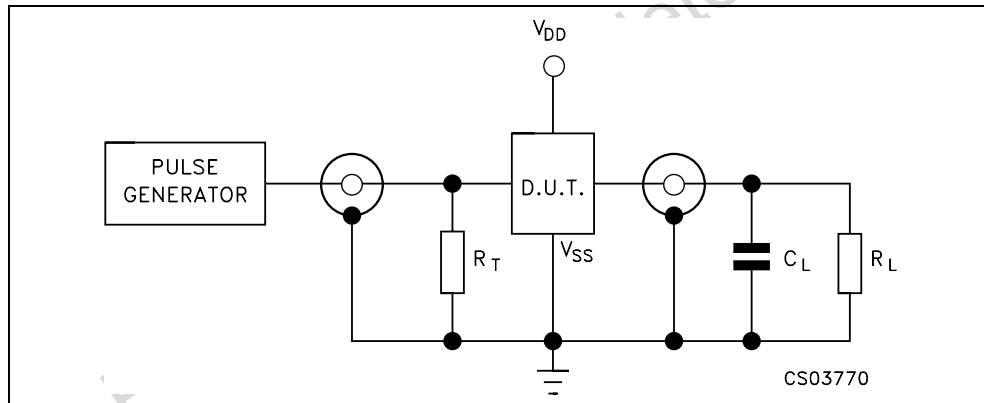 VDD
PULSE
GENERATOR
D.U.T.
VSS
RT
CL
RL
CS03770